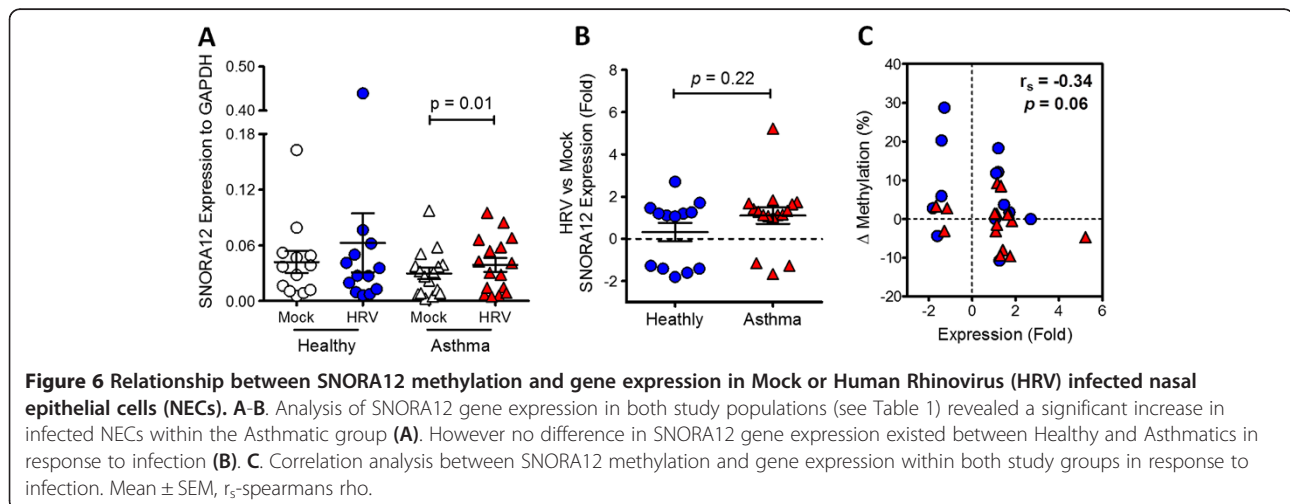 A
SNORA12 Expression to GAPDH
0.50
0.40
0.18
0.12
0.06
0.00
p = 0.01
Mock HRV Mock HRV
Healthy Asthma
B
HRV vs Mock
SNORA12 Expression (Fold)
8
6
4
2
0
-2
p = 0.22
Heathly Asthma
C
Δ Methylation (%)
40
30
20
10
0
-10
-20
rs = -0.34
p = 0.06
-2 0 2 4 6
Expression (Fold)
Figure 6 Relationship between SNORA12 methylation and gene expression in Mock or Human Rhinovirus (HRV) infected nasal
epithelial cells (NECs). A-B. Analysis of SNORA12 gene expression in both study populations (see Table 1) revealed a significant increase in
infected NECs within the Asthmatic group (A). However no difference in SNORA12 gene expression existed between Healthy and Asthmatics in
response to infection (B). C. Correlation analysis between SNORA12 methylation and gene expression within both study groups in response to
infection. Mean ± SEM, rs-spearmans rho.